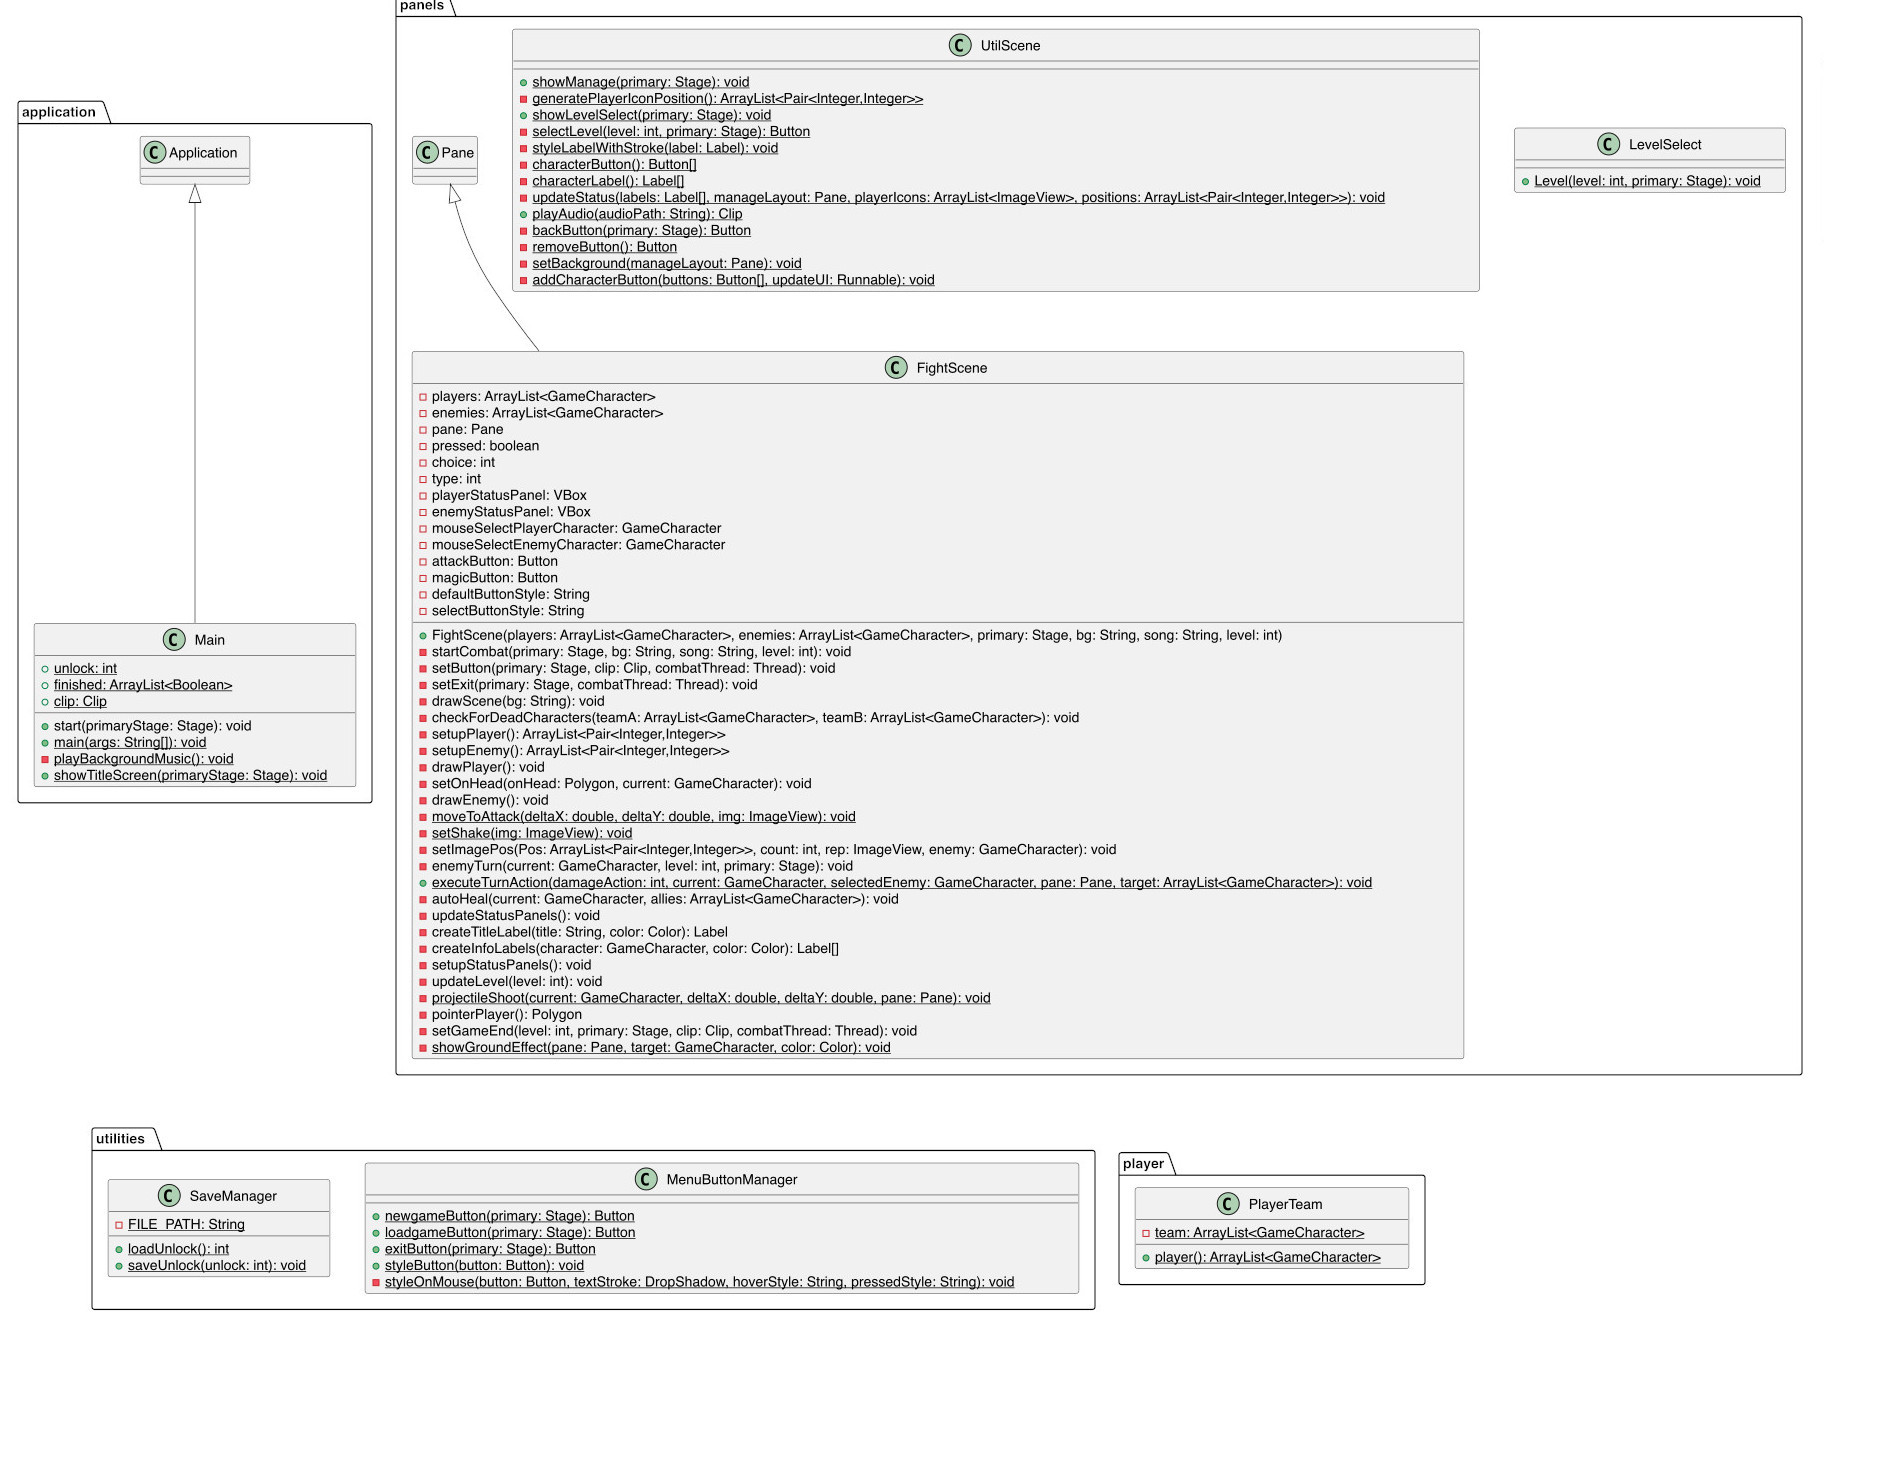 panels
UtilScene
showManage(primary: Stage): void
generatePlayerIconPosition(): ArrayList<Pair<Integer,Integer>>
showLevelSelect(primary: Stage): void
selectLevel(level: int, primary: Stage): Button
styleLabelWithStroke(label: Label): void
characterButton(): Button[]
characterLabel(): Label[]
updateStatus(labels: Label[], manageLayout: Pane, playerIcons: ArrayList<ImageView>, positions: ArrayList<Pair<Integer,Integer>>): void
playAudio(audioPath: String): Clip
backButton(primary: Stage): Button
removeButton(): Button
setBackground(manageLayout: Pane): void
addCharacterButton(buttons: Button[], updateUI: Runnable): void
application
C Application
C Pane
C LevelSelect
Level(level: int, primary: Stage): void
C FightScene
players: ArrayList<GameCharacter>
enemies: ArrayList<GameCharacter>
pane: Pane
pressed: boolean
choice: int
type: int
playerStatusPanel: VBox
enemyStatusPanel: VBox
mouseSelectPlayerCharacter: GameCharacter
mouseSelectEnemyCharacter: GameCharacter
attackButton: Button
magicButton: Button
defaultButtonStyle: String
selectButtonStyle: String
FightScene(players: ArrayList<GameCharacter>, enemies: ArrayList<GameCharacter>, primary: Stage, bg: String, song: String, level: int)
startCombat(primary: Stage, bg: String, song: String, level: int): void
setButton(primary: Stage, clip: Clip, combatThread: Thread): void
setExit(primary: Stage, combatThread: Thread): void
drawScene(bg: String): void
checkForDeadCharacters(teamA: ArrayList<GameCharacter>, teamB: ArrayList<GameCharacter>): void
setupPlayer(): ArrayList<Pair<Integer,Integer>>
setupEnemy(): ArrayList<Pair<Integer,Integer>>
drawPlayer(): void
setOnHead(onHead: Polygon, current: GameCharacter): void
drawEnemy(): void
moveToAttack(deltaX: double, deltaY: double, img: ImageView): void
setShake(img: ImageView): void
setImagePos(Pos: ArrayList<Pair<Integer,Integer>>, count: int, rep: ImageView, enemy: GameCharacter): void
enemyTurn(current: GameCharacter, level: int, primary: Stage): void
executeTurnAction(damageAction: int, current: GameCharacter, selectedEnemy: GameCharacter, pane: Pane, target: ArrayList<GameCharacter>): void
autoHeal(current: GameCharacter, allies: ArrayList<GameCharacter>): void
updateStatusPanels(): void
createTitleLabel(title: String, color: Color): Label
createInfoLabels(character: GameCharacter, color: Color): Label[]
setupStatusPanels(): void
updateLevel(level: int): void
projectileShoot(current: GameCharacter, deltaX: double, deltaY: double, pane: Pane): void
pointerPlayer(): Polygon
setGameEnd(level: int, primary: Stage, clip: Clip, combatThread: Thread): void
showGroundEffect(pane: Pane, target: GameCharacter, color: Color): void
C Main
unlock: int
finished: ArrayList<Boolean>
clip: Clip
start(primaryStage: Stage): void
main(args: String[]): void
playBackgroundMusic(): void
showTitleScreen(primaryStage: Stage): void
utilities
C SaveManager
FILE_PATH: String
loadUnlock(): int
saveUnlock(unlock: int): void
C MenuButtonManager
newgameButton(primary: Stage): Button
loadgameButton(primary: Stage): Button
exitButton(primary: Stage): Button
styleButton(button: Button): void
styleOnMouse(button: Button, textStroke: DropShadow, hoverStyle: String, pressedStyle: String): void
player
C PlayerTeam
team: ArrayList<GameCharacter>
player(): ArrayList<GameCharacter>